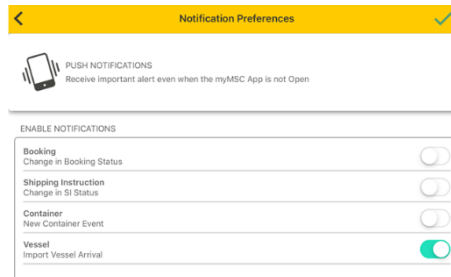 Notification Preferences
PUSH NOTIFICATIONS
Receive important alert even when the myMSC App is not Open
ENABLE NOTIFICATIONS
Booking
Change in Booking Status
Shipping Instruction
Change in SI Status
Container
New Container Event
Vessel
Import Vessel Arrival